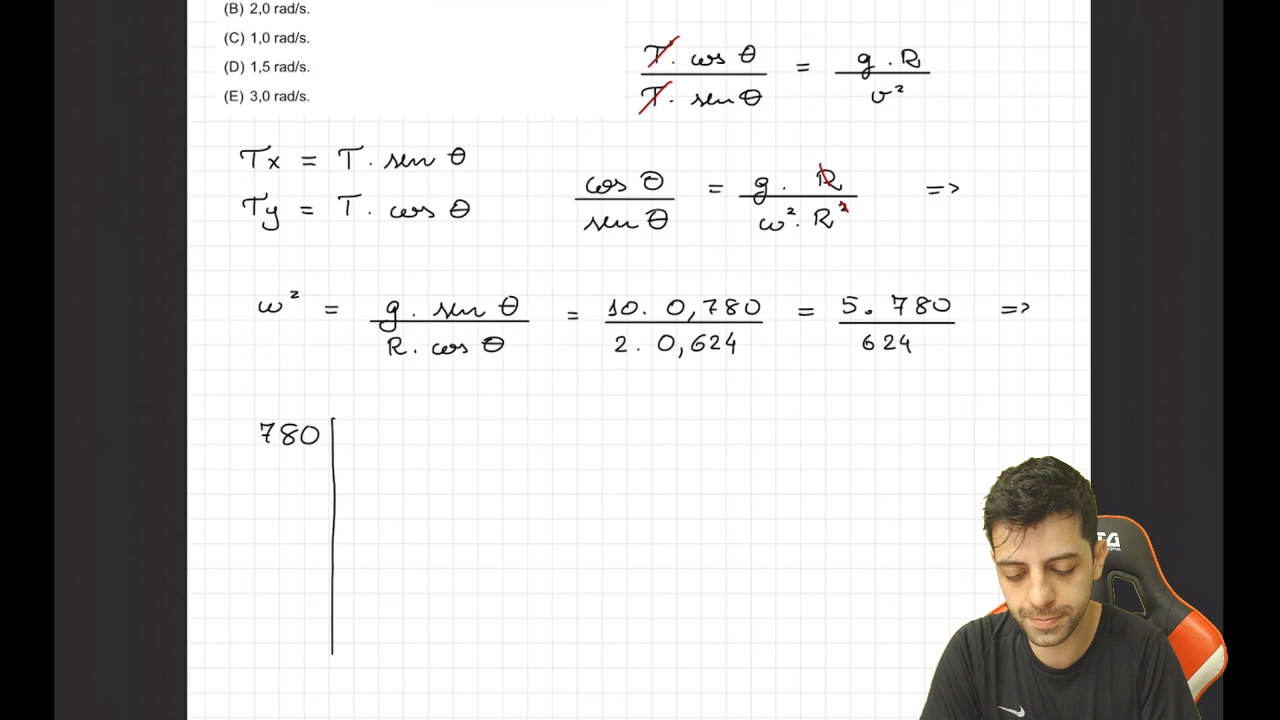 (B) 2,0 rad/s.
(C) 1,0 rad/s.
(D) 1,5 rad/s.
(E) 3,0 rad/s.
T. cos θ / T. sen θ = g . R / v²
Tx = T. sen θ
Ty = T. cos θ
cos θ / sen θ = g . R / ω². R² =>
ω² = g. sen θ / R. cos θ = 10. 0,780 / 2. 0,624 = 5. 780 / 624 =>
780